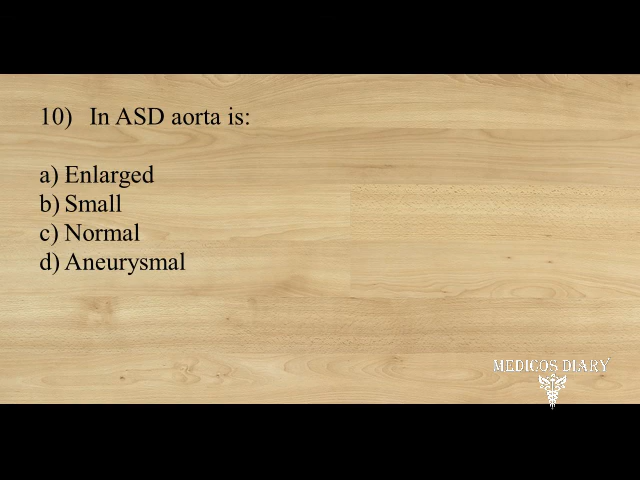 10) In ASD aorta is:
a) Enlarged
b) Small
c) Normal
d) Aneurysmal
MEDICOS DIARY